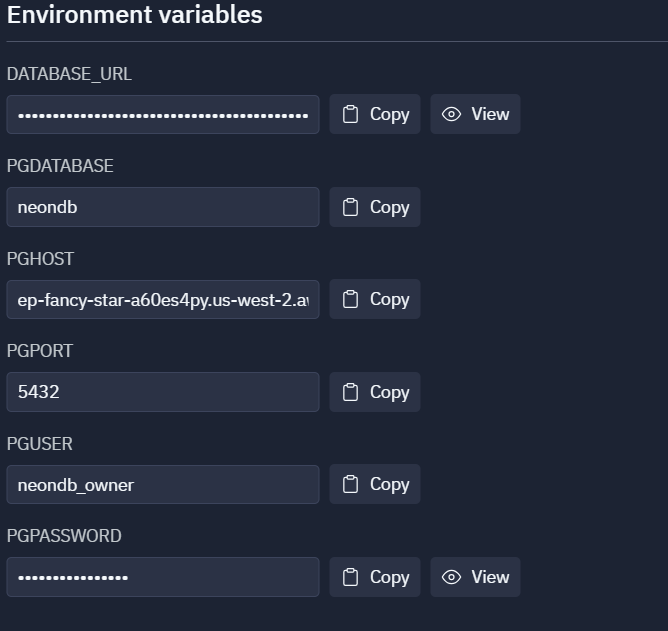 Environment variables
DATABASE_URL
Copy View
PGDATABASE
neondb Copy
PGHOST
ep-fancy-star-a60es4py.us-west-2.a Copy
PGPORT
5432 Copy
PGUSER
neondb_owner Copy
PGPASSWORD
Copy View